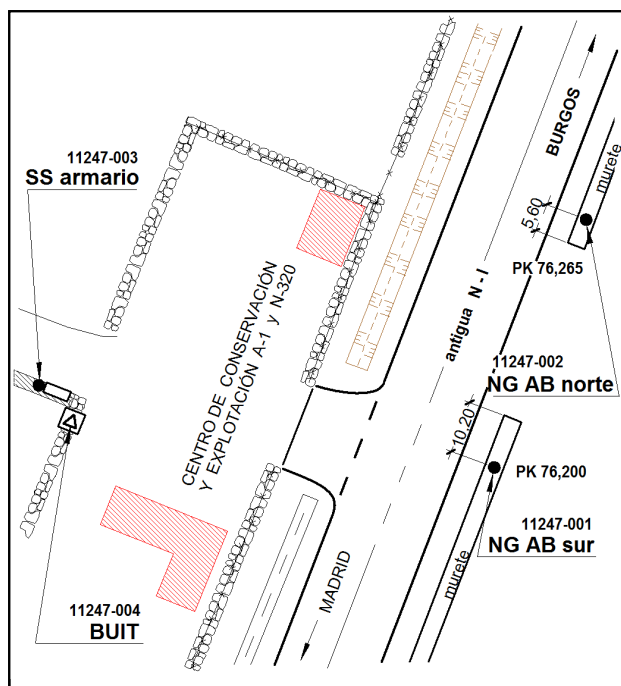 11247-003
SS armario
BURGOS
murete
5,60
PK 76,265
antigua N - I
CENTRO DE CONSERVACIÓN
Y EXPLOTACIÓN A-1 y N-320
11247-002
NG AB norte
10,20
PK 76,200
11247-001
NG AB sur
murete
MADRID
11247-004
BUIT